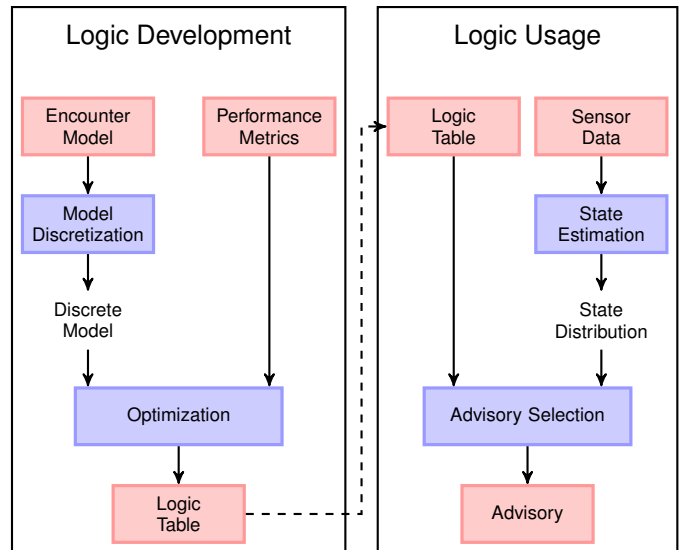 Logic Development
Encounter
Model
Performance
Metrics
Model
Discretization
Discrete
Model
Optimization
Logic
Table
Logic Usage
Logic
Table
Sensor
Data
State
Estimation
State
Distribution
Advisory Selection
Advisory